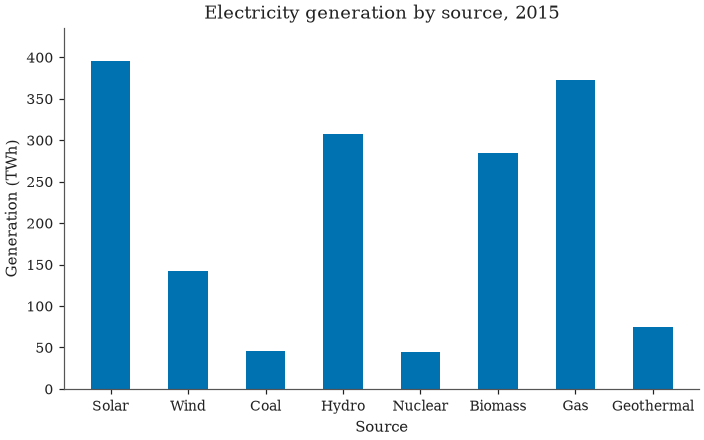 Electricity generation by source, 2015
Generation (TWh)
400
350
300
250
200
150
100
50
0
Solar Wind Coal Hydro Nuclear Biomass Gas Geothermal
Source